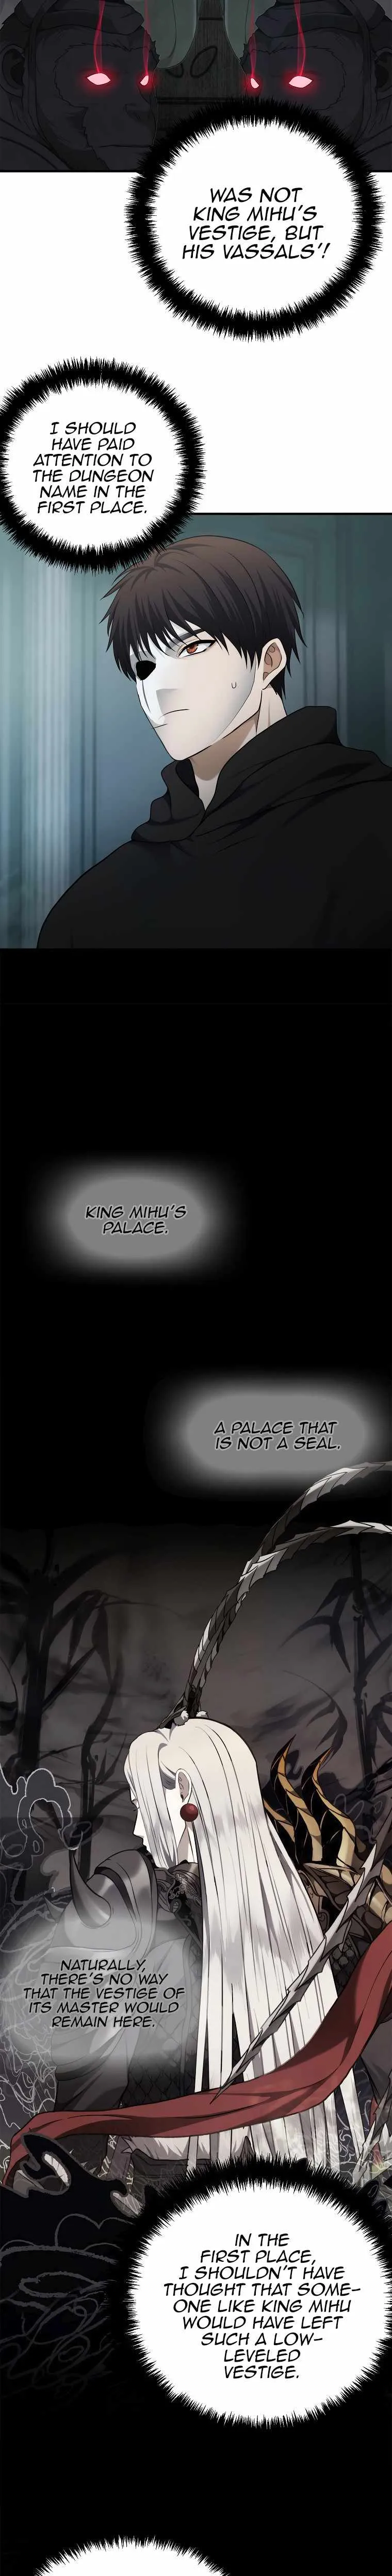 WAS NOT
KING MIHU'S
VESTIGE, BUT
HIS VASSALS'!
I SHOULD
HAVE PAID
ATTENTION TO
THE DUNGEON
NAME IN THE
FIRST PLACE.
KING MIHU'S
PALACE.
A PALACE THAT
IS NOT A SEAL.
NATURALLY,
THERE'S NO WAY
THAT THE VESTIGE OF
ITS MASTER WOULD
REMAIN HERE.
IN THE
FIRST PLACE,
I SHOULDN'T HAVE
THOUGHT THAT SOME-
ONE LIKE KING MIHU
WOULD HAVE LEFT
SUCH A LOW-
LEVELED
VESTIGE.